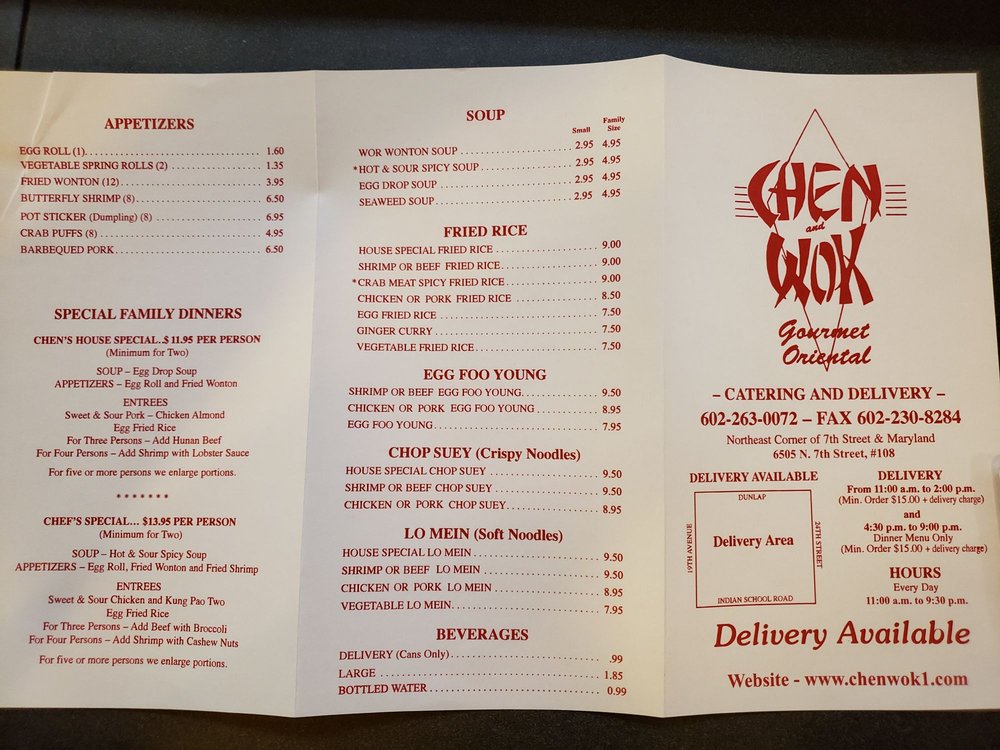 APPETIZERS
EGG ROLL (1) 1.60
VEGETABLE SPRING ROLLS (2) 1.35
FRIED WONTON (12) 3.95
BUTTERFLY SHRIMP (8) 6.50
POT STICKER (Dumpling) (8) 6.95
CRAB PUFFS (8) 4.95
BARBEQUED PORK 6.50
SPECIAL FAMILY DINNERS
CHEN'S HOUSE SPECIAL..$ 11.95 PER PERSON
(Minimum for Two)
SOUP – Egg Drop Soup
APPETIZERS – Egg Roll and Fried Wonton
ENTREES
Sweet & Sour Pork – Chicken Almond
Egg Fried Rice
For Three Persons – Add Hunan Beef
For Four Persons – Add Shrimp with Lobster Sauce
For five or more persons we enlarge portions.
*******
CHEF'S SPECIAL... $13.95 PER PERSON
(Minimum for Two)
SOUP – Hot & Sour Spicy Soup
APPETIZERS – Egg Roll, Fried Wonton and Fried Shrimp
ENTREES
Sweet & Sour Chicken and Kung Pao Two
Egg Fried Rice
For Three Persons – Add Beef with Broccoli
For Four Persons – Add Shrimp with Cashew Nuts
For five or more persons we enlarge portions.
SOUP
Small Family Size
WOR WONTON SOUP 2.95 4.95
*HOT & SOUR SPICY SOUP 2.95 4.95
EGG DROP SOUP 2.95 4.95
SEAWEED SOUP 2.95 4.95
FRIED RICE
HOUSE SPECIAL FRIED RICE 9.00
SHRIMP OR BEEF FRIED RICE 9.00
*CRAB MEAT SPICY FRIED RICE 9.00
CHICKEN OR PORK FRIED RICE 8.50
EGG FRIED RICE 7.50
GINGER CURRY 7.50
VEGETABLE FRIED RICE 7.50
EGG FOO YOUNG
SHRIMP OR BEEF EGG FOO YOUNG 9.50
CHICKEN OR PORK EGG FOO YOUNG 8.95
EGG FOO YOUNG 7.95
CHOP SUEY (Crispy Noodles)
HOUSE SPECIAL CHOP SUEY 9.50
SHRIMP OR BEEF CHOP SUEY 9.50
CHICKEN OR PORK CHOP SUEY 8.95
LO MEIN (Soft Noodles)
HOUSE SPECIAL LO MEIN 9.50
SHRIMP OR BEEF LO MEIN 9.50
CHICKEN OR PORK LO MEIN 8.95
VEGETABLE LO MEIN 7.95
BEVERAGES
DELIVERY (Cans Only) .99
LARGE 1.85
BOTTLED WATER 0.99
CHEN
and
WOK
Gourmet
Oriental
– CATERING AND DELIVERY –
602-263-0072 – FAX 602-230-8284
Northeast Corner of 7th Street & Maryland
6505 N. 7th Street, #108
DELIVERY AVAILABLE
DUNLAP
19TH AVENUE
Delivery Area
24TH STREET
INDIAN SCHOOL ROAD
DELIVERY
From 11:00 a.m. to 2:00 p.m.
(Min. Order $15.00 + delivery charge)
and
4:30 p.m. to 9:00 p.m.
Dinner Menu Only
(Min. Order $15.00 + delivery charge)
HOURS
Every Day
11:00 a.m. to 9:30 p.m.
Delivery Available
Website - www.chenwok1.com